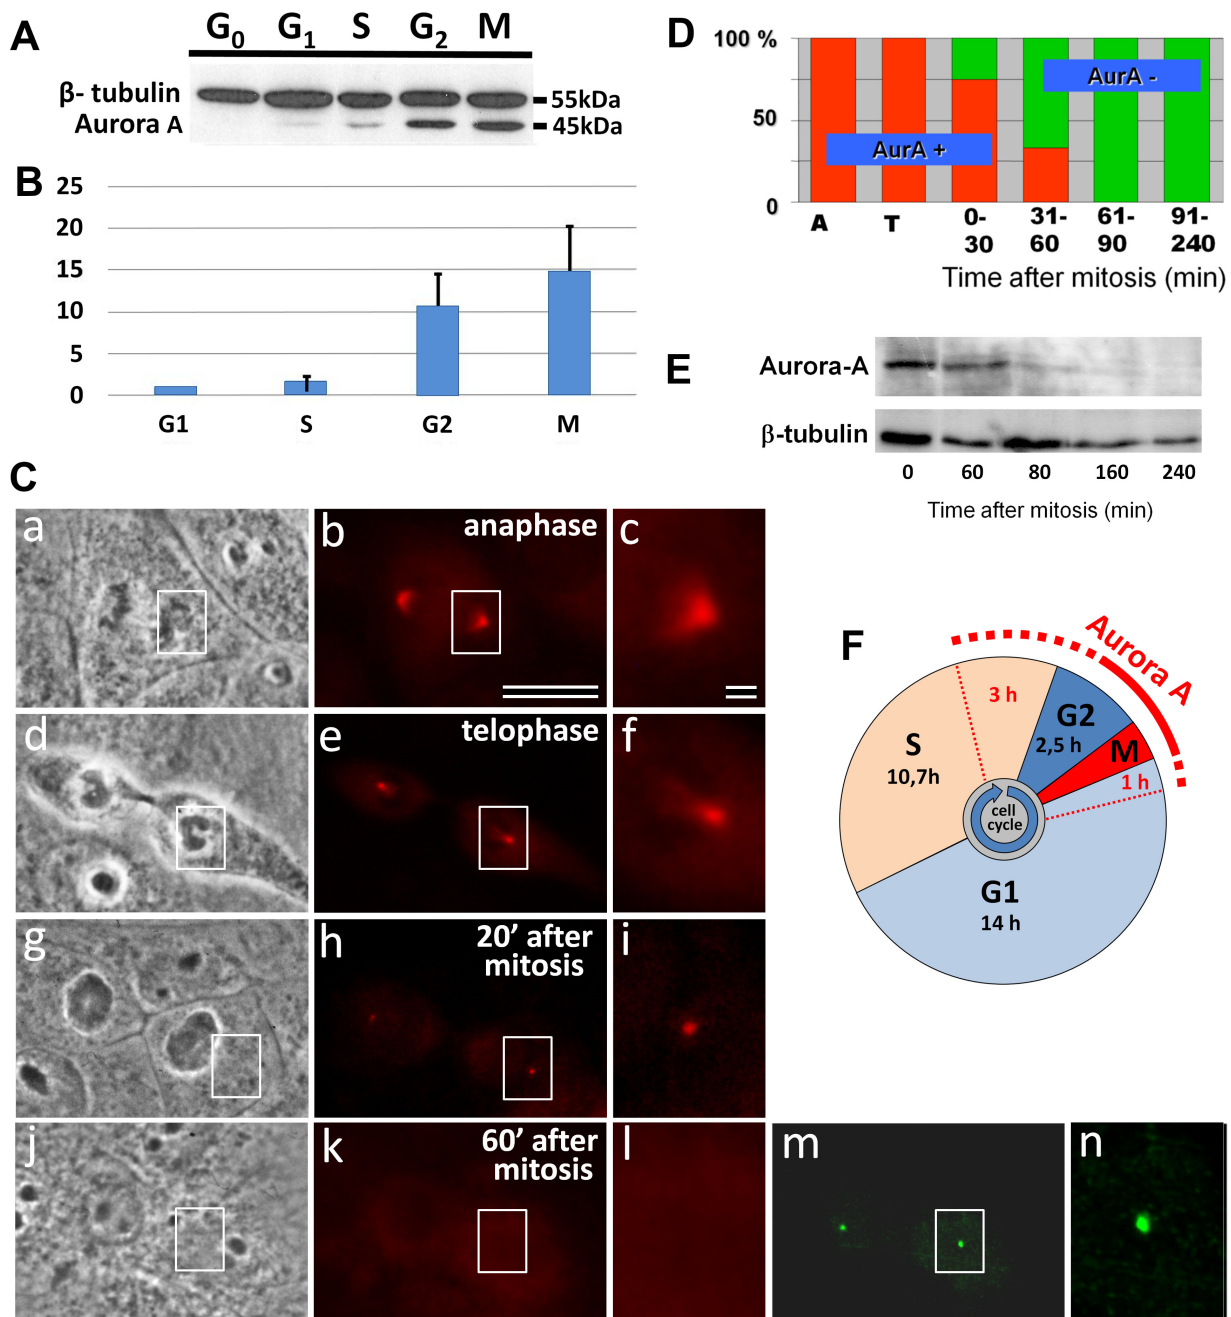 A
G0 G1 S G2 M
β- tubulin
55kDa
Aurora A
45kDa
B
25
20
15
10
5
0
G1 S G2 M
C
a
b
anaphase
c
d
e
telophase
f
g
h
20’ after
mitosis
i
j
k
60’ after
mitosis
l
m
n
D
100 %
50
0
AurA +
AurA -
A T 0- 31- 61- 91-
30 60 90 240
Time after mitosis (min)
E
Aurora-A
β-tubulin
0 60 80 160 240
Time after mitosis (min)
F
Aurora A
3 h
G2
2,5 h
S
10,7h
M
1 h
cell
cycle
G1
14 h